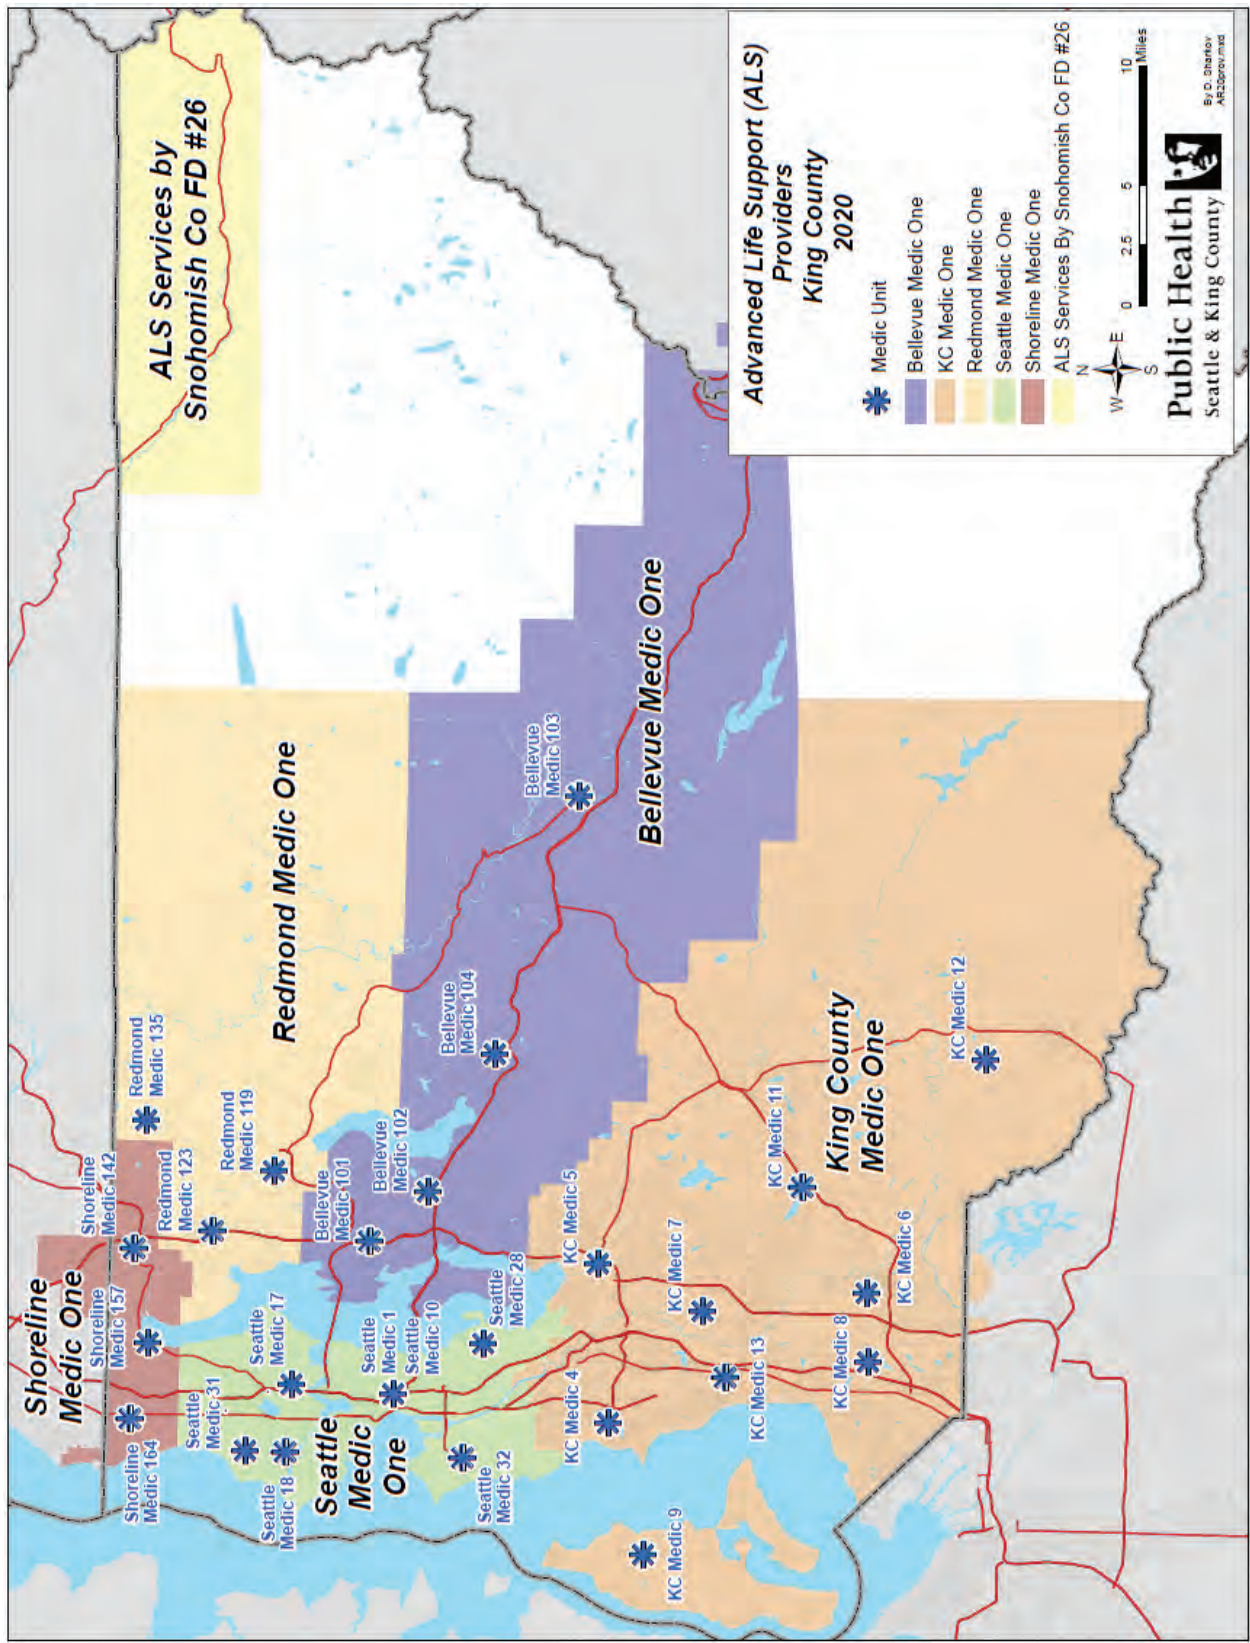 Advanced Life Support (ALS)
Providers
King County
2020
Medic Unit
Bellevue Medic One
KC Medic One
Redmond Medic One
Seattle Medic One
Shoreline Medic One
ALS Services By Snohomish Co FD #26
N
W
E
S
0
2.5
5
10
Miles
Public Health
Seattle & King County
By D. Sharkov
AR20prov.mxd
ALS Services by
Snohomish Co FD #26
Shoreline
Medic One
Shoreline
Medic 164
Shoreline
Medic 157
Shoreline
Medic 142
Redmond Medic One
Redmond
Medic 135
Redmond
Medic 123
Redmond
Medic 119
Seattle
Medic
One
Seattle
Medic 31
Seattle
Medic 18
Seattle
Medic 17
Seattle
Medic 1
Seattle
Medic 10
Seattle
Medic 32
Seattle
Medic 28
Bellevue Medic One
Bellevue
Medic 101
Bellevue
Medic 102
Bellevue
Medic 104
Bellevue
Medic 103
King County
Medic One
KC Medic 4
KC Medic 5
KC Medic 7
KC Medic 13
KC Medic 8
KC Medic 6
KC Medic 11
KC Medic 12
KC Medic 9